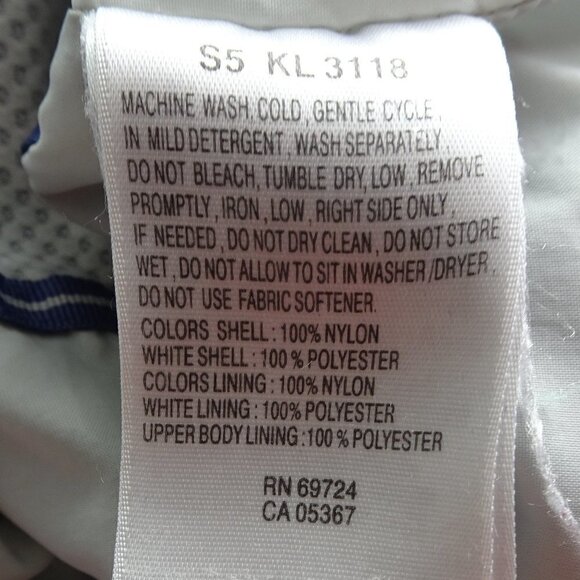 S5 KL 3118
MACHINE WASH, COLD, GENTLE CYCLE,
IN MILD DETERGENT, WASH SEPARATELY,
DO NOT BLEACH, TUMBLE DRY, LOW, REMOVE
PROMPTLY, IRON, LOW, RIGHT SIDE ONLY,
IF NEEDED, DO NOT DRY CLEAN, DO NOT STORE
WET, DO NOT ALLOW TO SIT IN WASHER/DRYER.
DO NOT USE FABRIC SOFTENER.
COLORS SHELL: 100% NYLON
WHITE SHELL: 100% POLYESTER
COLORS LINING: 100% NYLON
WHITE LINING: 100% POLYESTER
UPPER BODY LINING: 100% POLYESTER
RN 69724
CA 05367